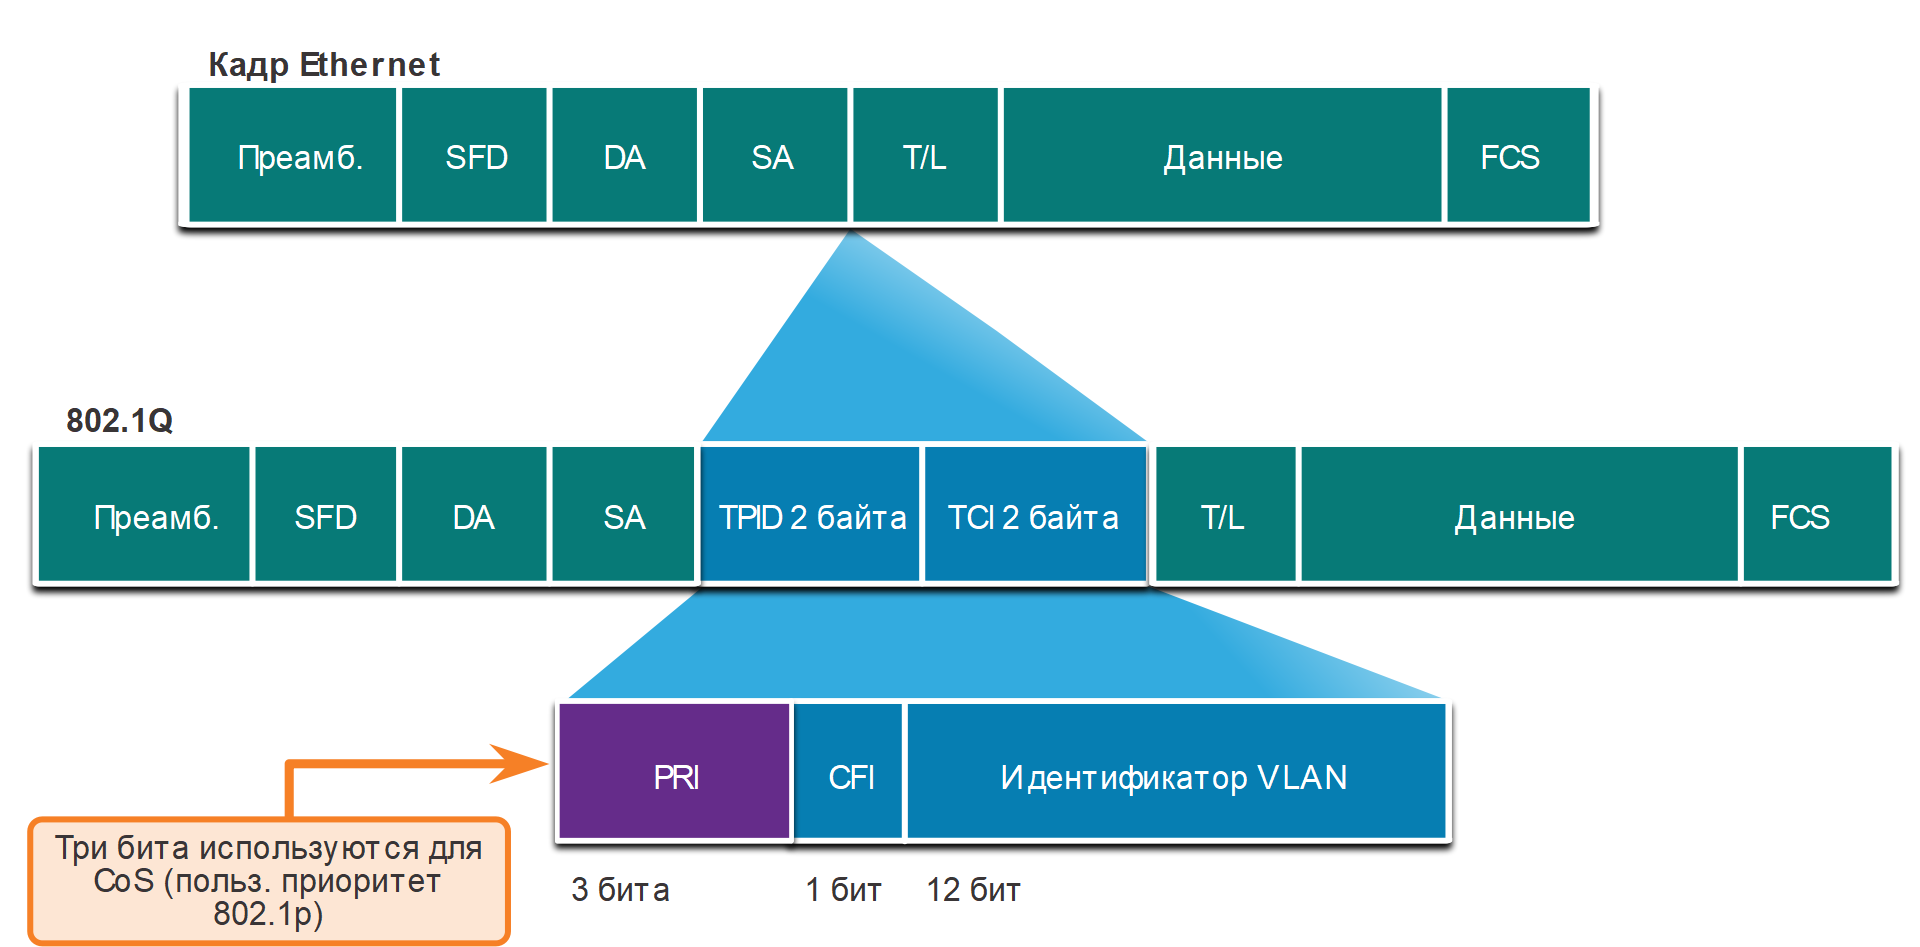 Кадр Ethernet
Преамб. SFD DA SA T/L Данные FCS
802.1Q
Преамб. SFD DA SA TPID 2 байта TCI 2 байта T/L Данные FCS
PRI CFI Идентификатор VLAN
Три бита используются для
CoS (польз. приоритет
802.1p)
3 бита 1 бит 12 бит